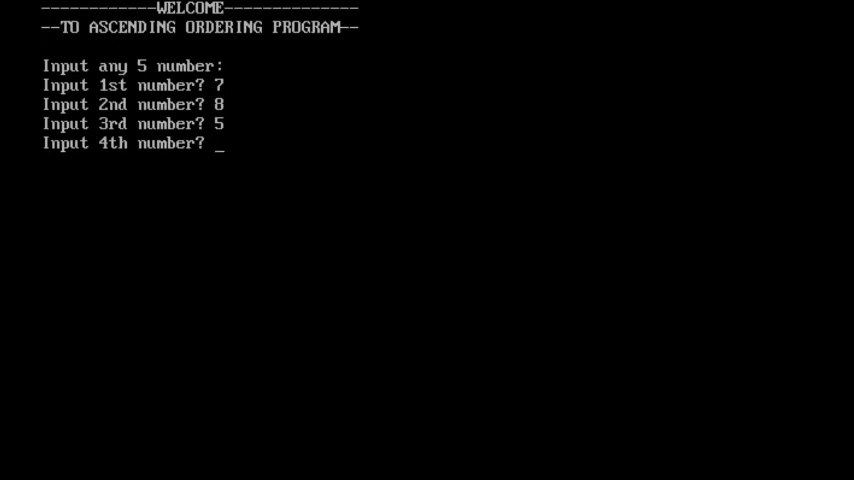 ------------WELCOME--------------
--TO ASCENDING ORDERING PROGRAM--
Input any 5 number:
Input 1st number? 7
Input 2nd number? 8
Input 3rd number? 5
Input 4th number? _